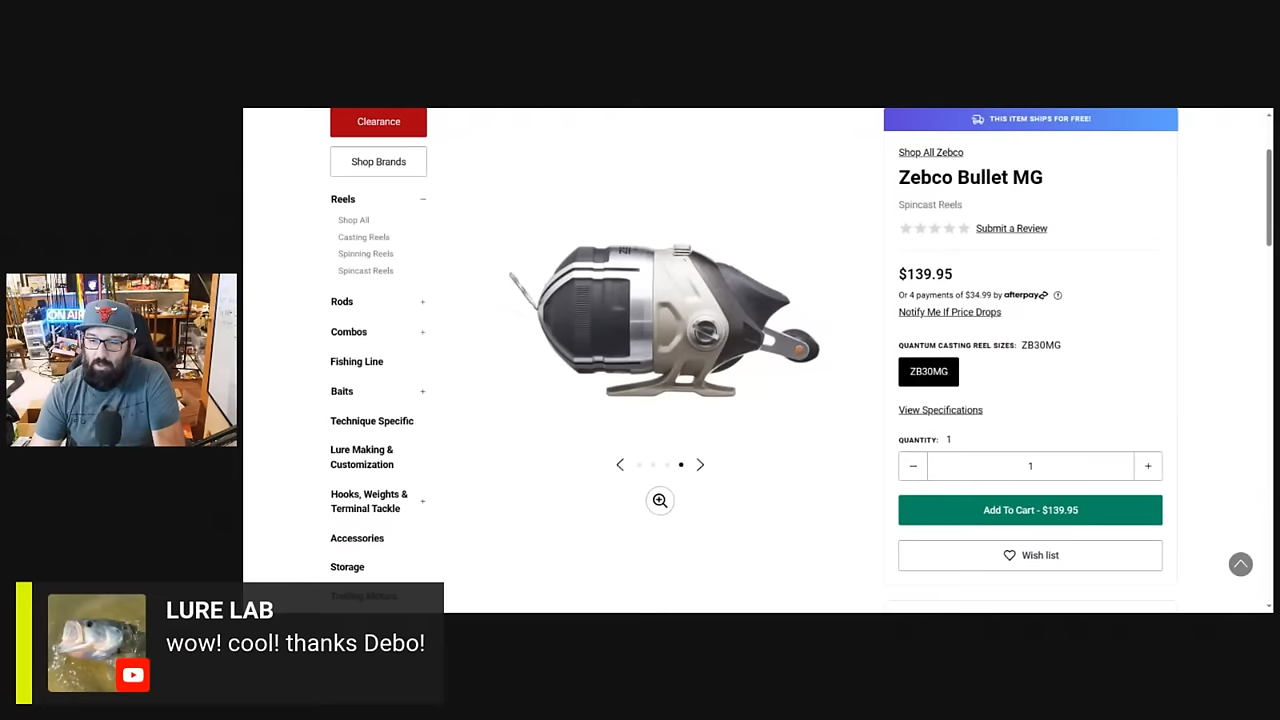 Clearance
Shop Brands
Reels
Shop All
Casting Reels
Spinning Reels
Spincast Reels
Rods
Combos
Fishing Line
Baits
Technique Specific
Lure Making &
Customization
Hooks, Weights &
Terminal Tackle
Accessories
Storage
Trolling Motors
THIS ITEM SHIPS FOR FREE!
Shop All Zebco
Zebco Bullet MG
Spincast Reels
Submit a Review
$139.95
Or 4 payments of $34.99 by afterpay
Notify Me If Price Drops
QUANTUM CASTING REEL SIZES: ZB30MG
ZB30MG
View Specifications
QUANTITY: 1
− 1 +
Add To Cart - $139.95
Wish list
ON AIR
LURE LAB
wow! cool! thanks Debo!